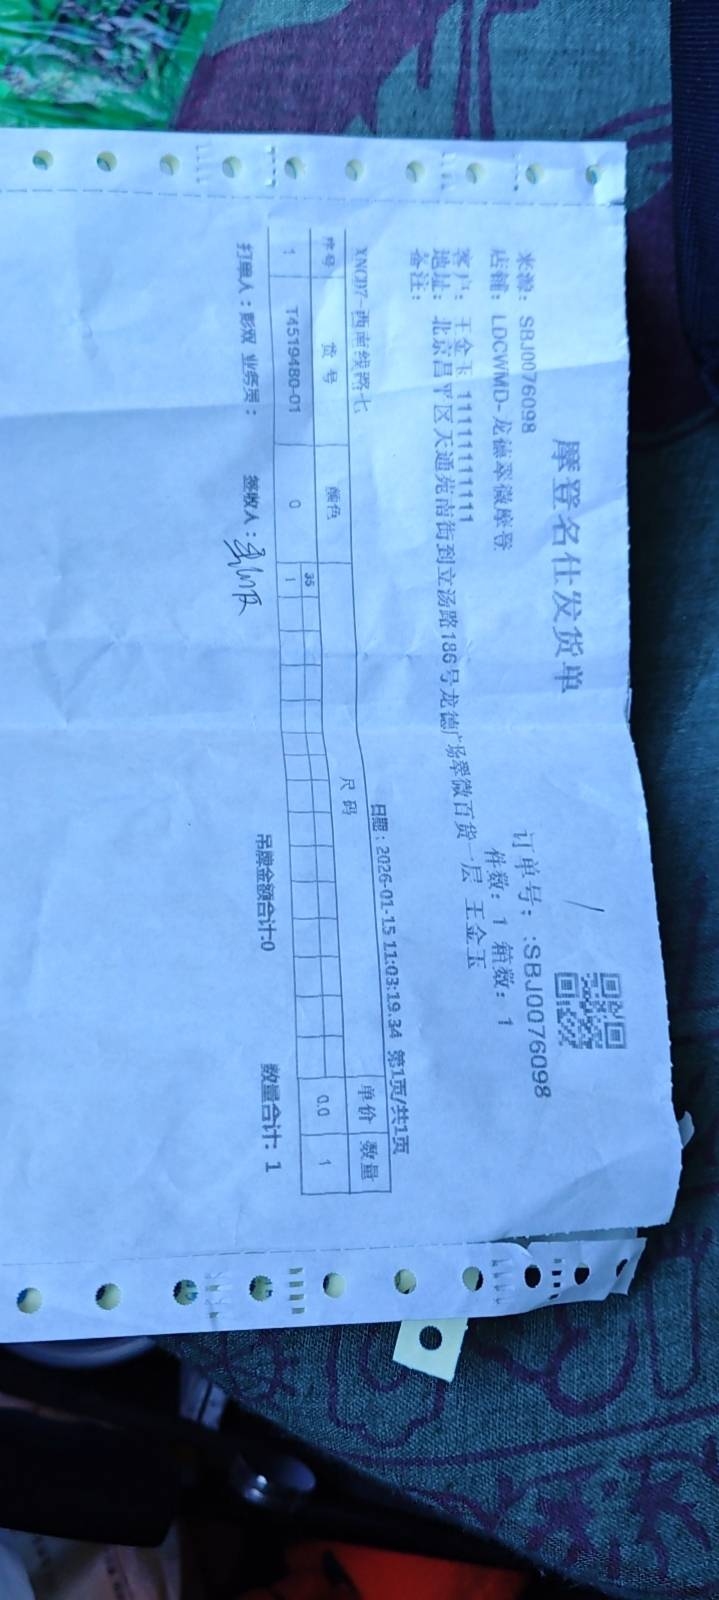 摩登名仕发货单
来源：SBJ0076098
订单号：:SBJ0076098
店铺：LDCWMD-龙德翠微摩登
件数：1 箱数：1
客户：王金玉 11111111111
地址：北京昌平区天通苑南街到立汤路186号龙德广场翠微百货一层 王金玉
备注：
XNC07-西南线路七
日期：2026-01-15 11:03:19.34 第1页/共1页
序号 货号 颜色 尺码 单价 数量
35
1 T4519480-01 0 1 0.0 1
打单人：彭双 业务员： 签收人： 吊牌金额合计:0 数量合计：1